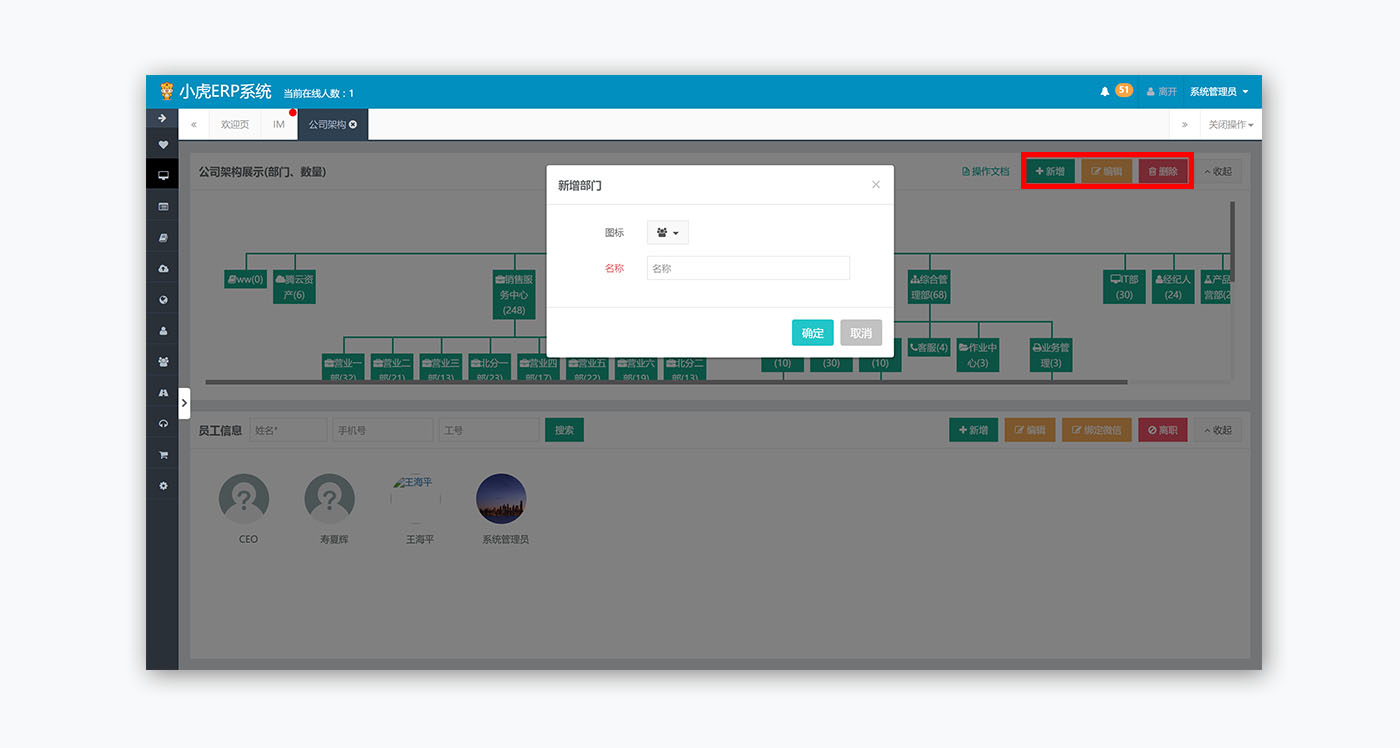 小虎ERP系统 当前在线人数：1 51 离开 系统管理员
欢迎页 IM 公司架构 关闭操作
公司架构展示(部门、数量) 操作文档 新增 编辑 删除 收起
新增部门
图标
名称 名称
确定 取消
ww(0)
腾云资
产(6)
销售服
务中心
(248)
综合管
理部(68)
IT部
(30)
经纪人
(24)
产品
营部(2
营业一
部(32)
营业二
部(21)
营业三
部(13)
北分一
部(23)
营业四
部(17)
营业五
部(22)
营业六
部(19)
北分二
部(13)
(10)
(30)
(10)
客服(4)
作业中
心(3)
业务管
理(3)
员工信息 姓名* 手机号 工号 搜索 新增 编辑 绑定微信 离职 收起
王海平
CEO 寿夏辉 王海平 系统管理员